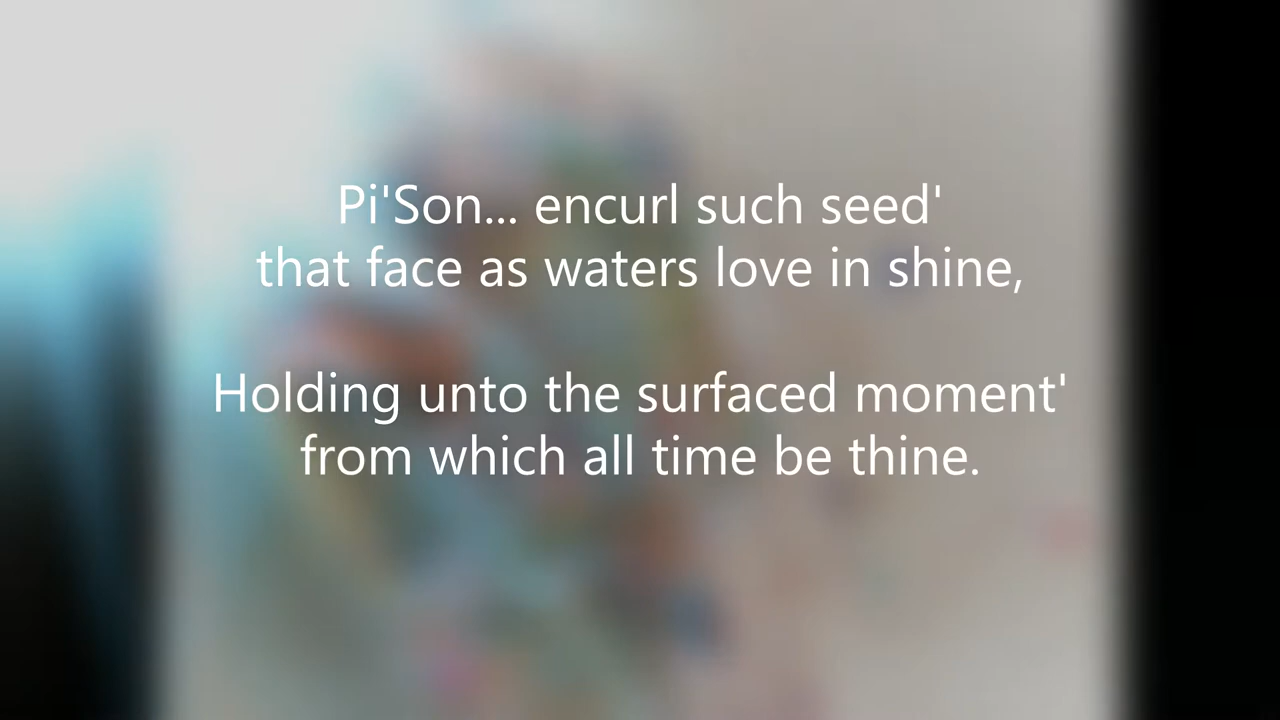 Pi'Son... encurl such seed'
that face as waters love in shine,
Holding unto the surfaced moment'
from which all time be thine.